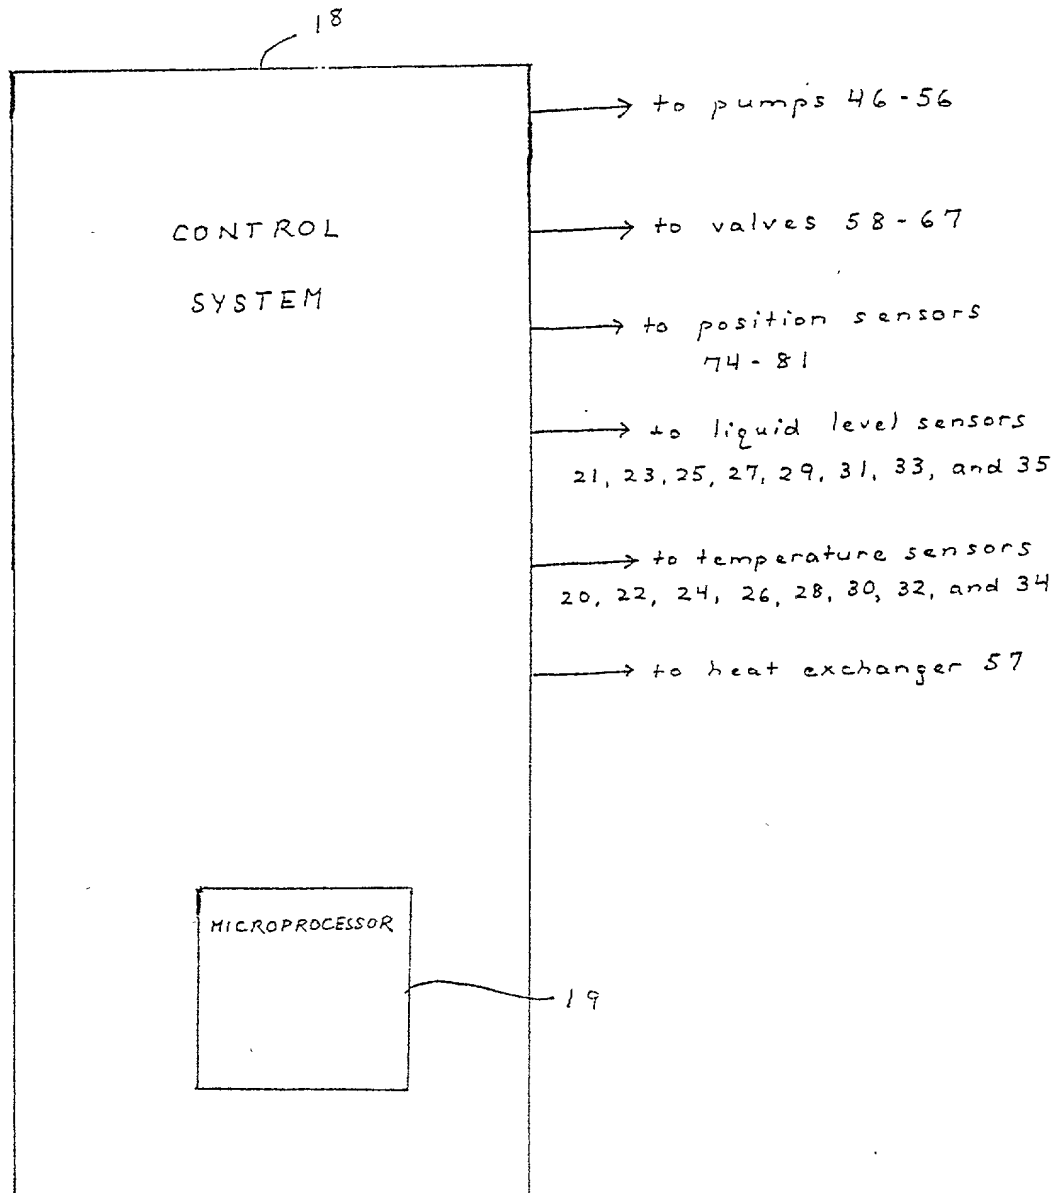 18
to pumps 46-56
CONTROL
to valves 58-67
SYSTEM
to position sensors
74-81
to liquid level sensors
21, 23, 25, 27, 29, 31, 33, and 35
to temperature sensors
20, 22, 24, 26, 28, 30, 32, and 34
to heat exchanger 57
MICROPROCESSOR
19